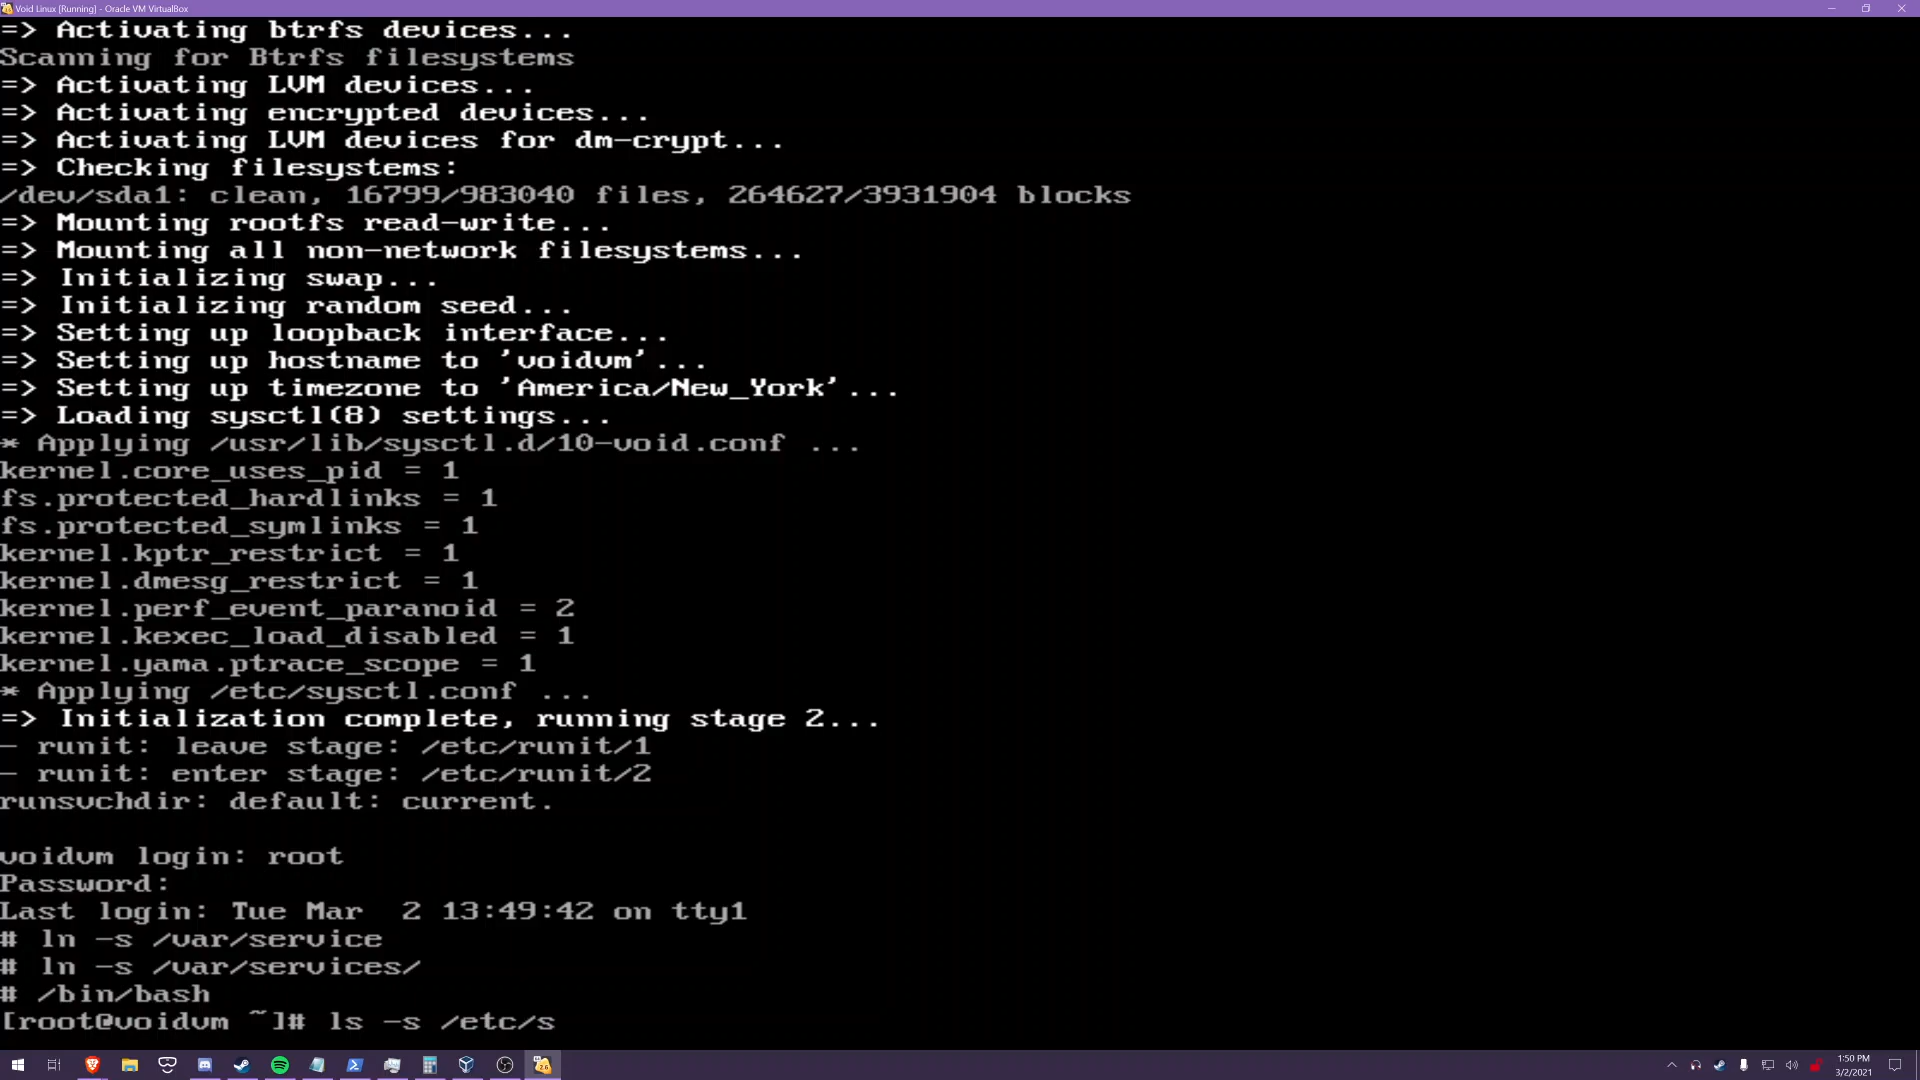 Void Linux [Running] - Oracle VM VirtualBox
=> Activating btrfs devices...
Scanning for Btrfs filesystems
=> Activating LVM devices...
=> Activating encrypted devices...
=> Activating LVM devices for dm-crypt...
=> Checking filesystems:
/dev/sda1: clean, 16799/983040 files, 264627/3931904 blocks
=> Mounting rootfs read-write...
=> Mounting all non-network filesystems...
=> Initializing swap...
=> Initializing random seed...
=> Setting up loopback interface...
=> Setting up hostname to 'voidvm'...
=> Setting up timezone to 'America/New_York'...
=> Loading sysctl(8) settings...
* Applying /usr/lib/sysctl.d/10-void.conf ...
kernel.core_uses_pid = 1
fs.protected_hardlinks = 1
fs.protected_symlinks = 1
kernel.kptr_restrict = 1
kernel.dmesg_restrict = 1
kernel.perf_event_paranoid = 2
kernel.kexec_load_disabled = 1
kernel.yama.ptrace_scope = 1
* Applying /etc/sysctl.conf ...
=> Initialization complete, running stage 2...
- runit: leave stage: /etc/runit/1
- runit: enter stage: /etc/runit/2
runsvchdir: default: current.
voidvm login: root
Password:
Last login: Tue Mar  2 13:49:42 on tty1
# ln -s /var/service
# ln -s /var/services/
# /bin/bash
[root@voidvm ~]# ls -s /etc/s
1:50 PM
3/2/2021